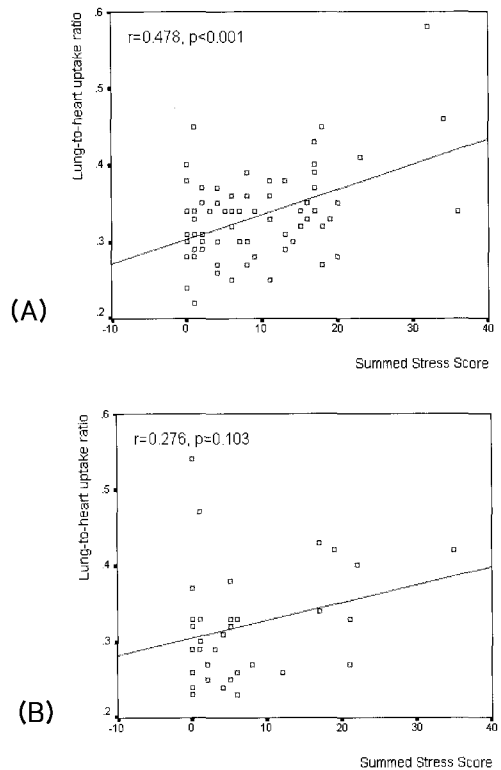 .6
r=0.478, p<0.001
Lung-to-heart uptake ratio
.5
.4
.3
.2
-10 0 10 20 30 40
Summed Stress Score
(A)
.6
r=0.276, p=0.103
Lung-to-heart uptake ratio
.5
.4
.3
.2
-10 0 10 20 30 40
Summed Stress Score
(B)